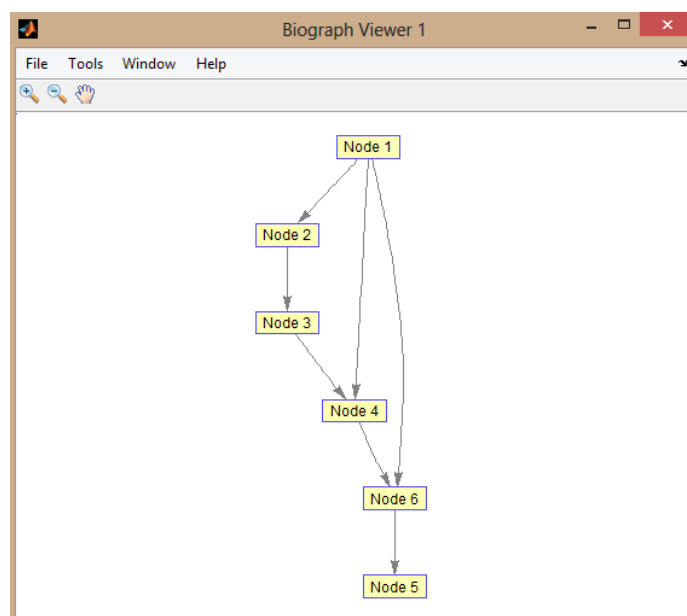 Biograph Viewer 1
File Tools Window Help
Node 1
Node 2
Node 3
Node 4
Node 6
Node 5